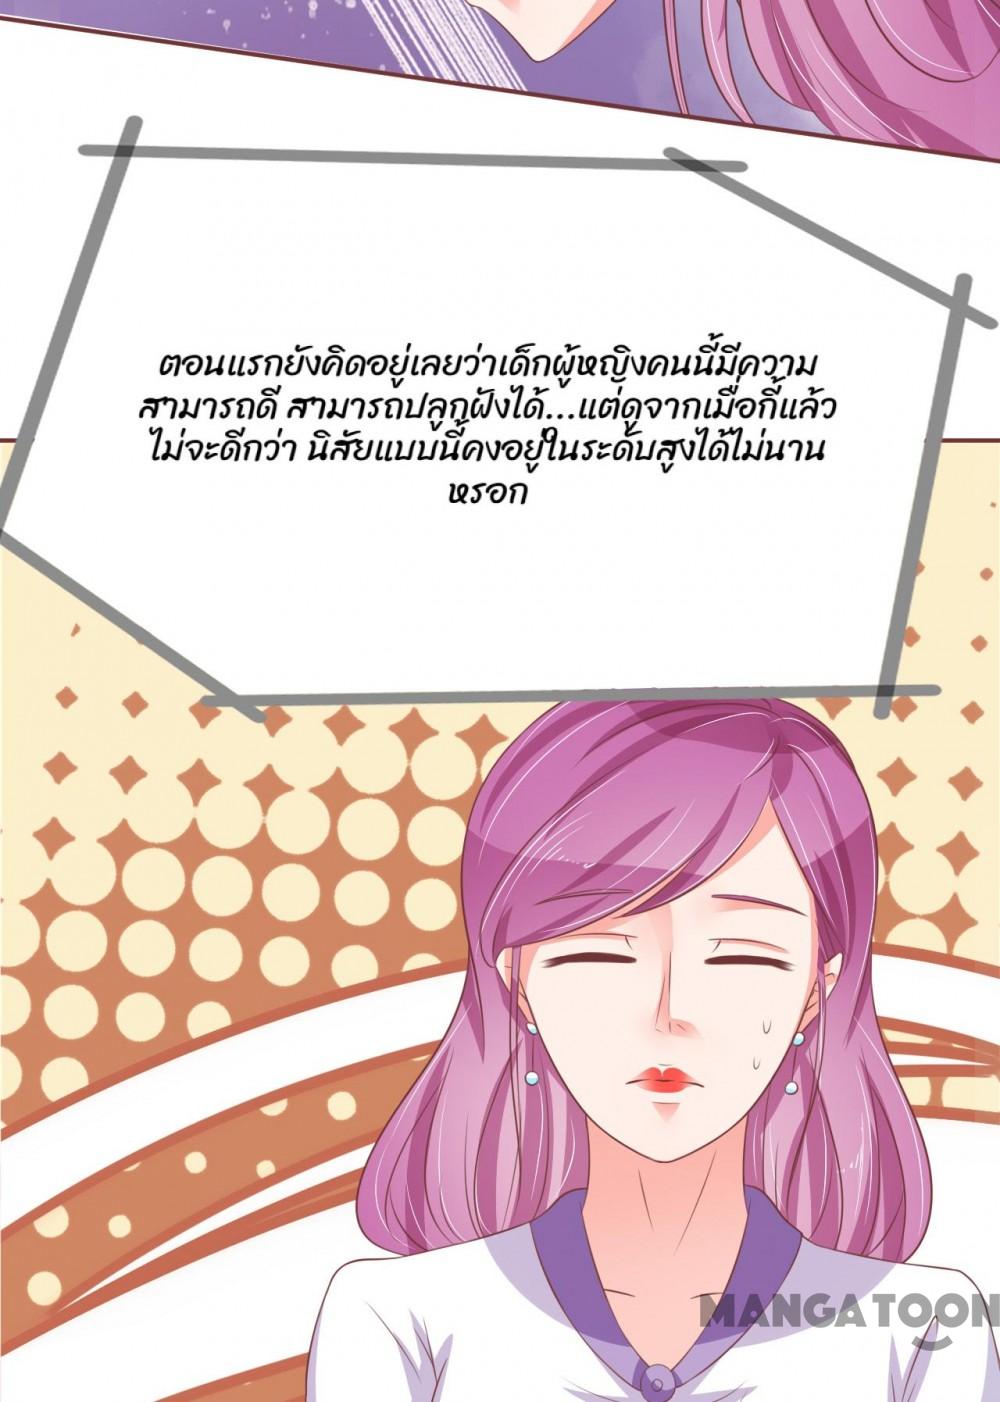 ตอนแรกยังคิดอยู่เลยว่าเด็กผู้หญิงคนนี้มีความ
สามารถดี สามารถปลูกฝังได้...แต่ดูจากเมื่อกี้แล้ว
ไม่จะดีกว่า นิสัยแบบนี้คงอยู่ในระดับสูงได้ไม่นาน
หรอก
MANGATOON